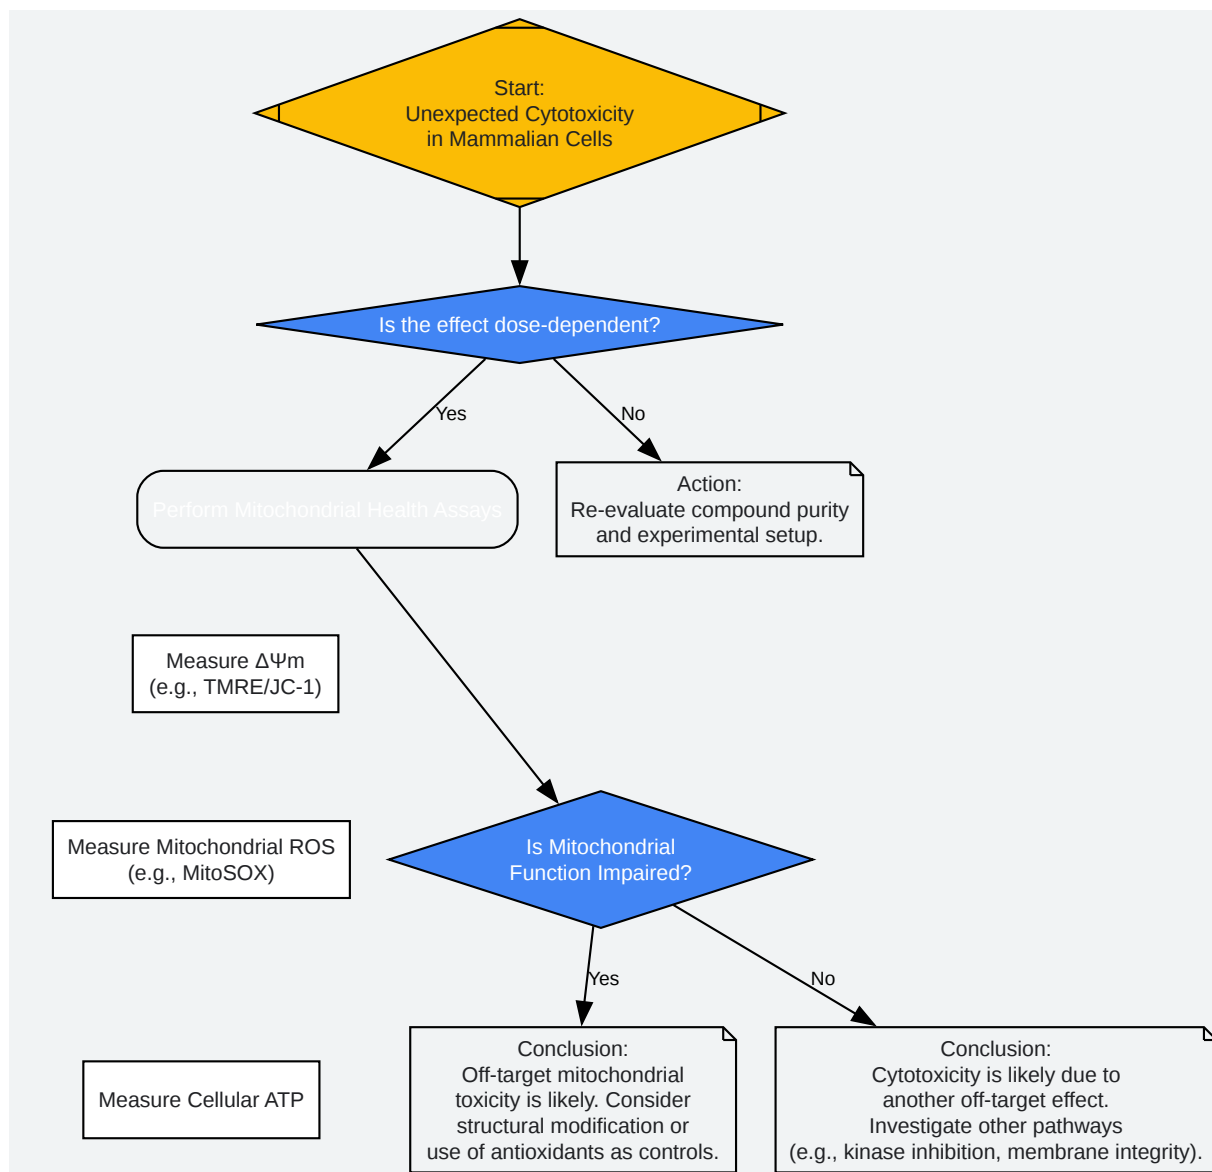 Start:
Unexpected Cytotoxicity
in Mammalian Cells
Is the effect dose-dependent?
Yes
No
Perform Mitochondrial Health Assays
Action:
Re-evaluate compound purity
and experimental setup.
Measure ΔΨm
(e.g., TMRE/JC-1)
Measure Mitochondrial ROS
(e.g., MitoSOX)
Is Mitochondrial
Function Impaired?
Yes
No
Measure Cellular ATP
Conclusion:
Off-target mitochondrial
toxicity is likely. Consider
structural modification or
use of antioxidants as controls.
Conclusion:
Cytotoxicity is likely due to
another off-target effect.
Investigate other pathways
(e.g., kinase inhibition, membrane integrity).